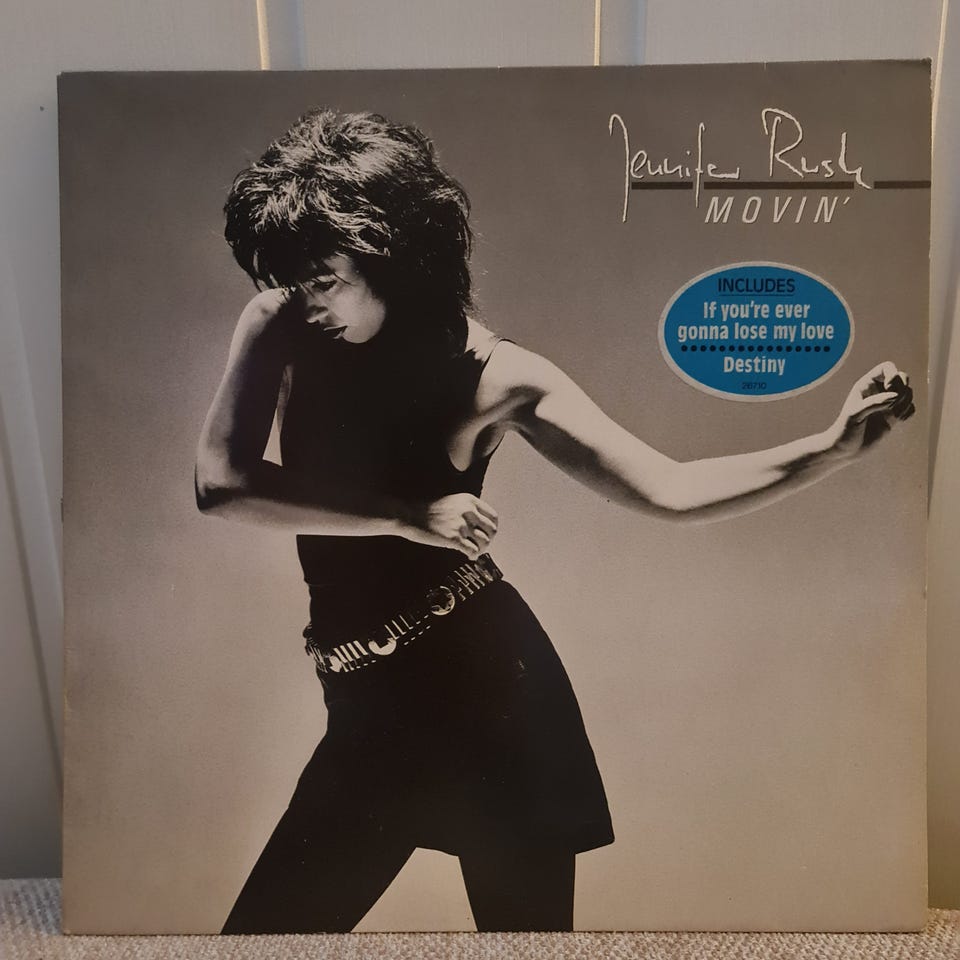 Jennifer Rush
MOVIN'
INCLUDES
If you're ever
gonna lose my love
Destiny
26710